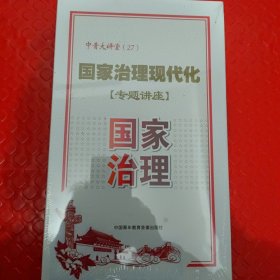 中青大讲堂（27）
国家治理现代化
【专题讲座】
国家
治理